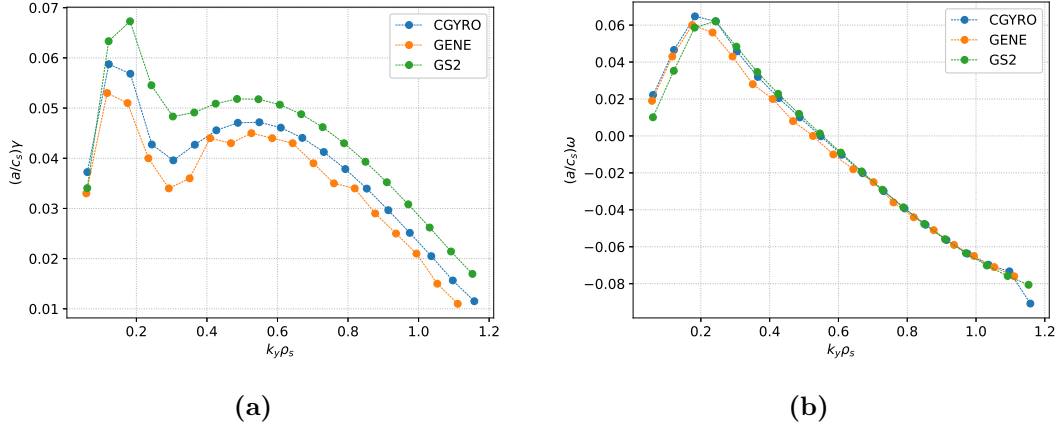 0.07
0.06
0.05
0.04
0.03
0.02
0.01
(a/c_s)γ
0.2 0.4 0.6 0.8 1.0 1.2
k_yρ_s
CGYRO
GENE
GS2
(a)
0.06
0.04
0.02
0.00
−0.02
−0.04
−0.06
−0.08
(a/c_s)ω
0.2 0.4 0.6 0.8 1.0 1.2
k_yρ_s
CGYRO
GENE
GS2
(b)